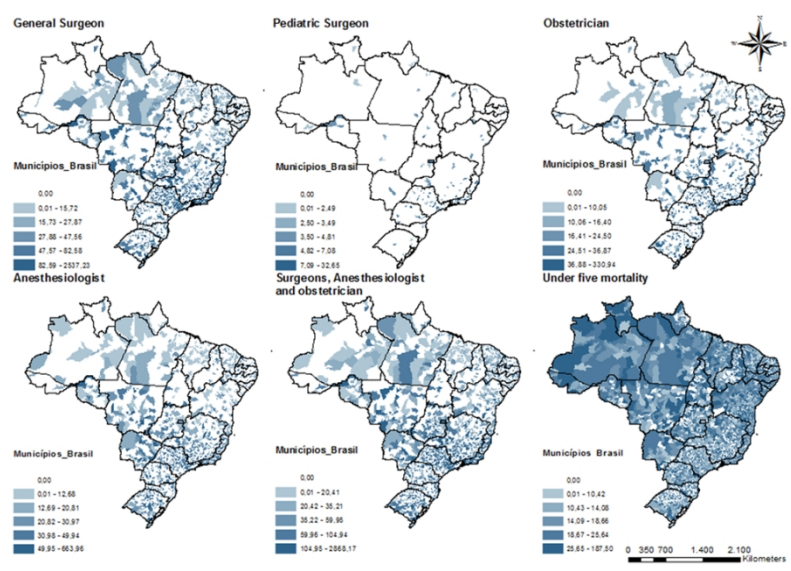 General Surgeon
Pediatric Surgeon
Obstetrician
Municípios_Brasil
0,00
0,01 - 15,72
15,73 - 27,87
27,88 - 47,56
47,57 - 82,58
82,59 - 2537,23
Municípios_Brasil
0,00
0,01 - 2,49
2,50 - 3,49
3,50 - 4,81
4,82 - 7,08
7,09 - 32,65
Municípios_Brasil
0,00
0,01 - 10,05
10,06 - 16,40
16,41 - 24,50
24,51 - 36,87
36,88 - 330,94
Anesthesiologist
Surgeons, Anesthesiologist
and obstetrician
Under five mortality
Municípios_Brasil
0,00
0,01 - 12,68
12,69 - 20,81
20,82 - 30,97
30,98 - 49,94
49,95 - 663,96
Municípios_Brasil
0,00
0,01 - 20,41
20,42 - 35,21
35,22 - 59,95
59,96 - 104,94
104,95 - 2868,17
Municípios Brasil
0,00
0,01 - 10,42
10,43 - 14,08
14,09 - 18,66
18,67 - 25,64
25,65 - 187,50
0 350 700 1.400 2.100
Kilometers